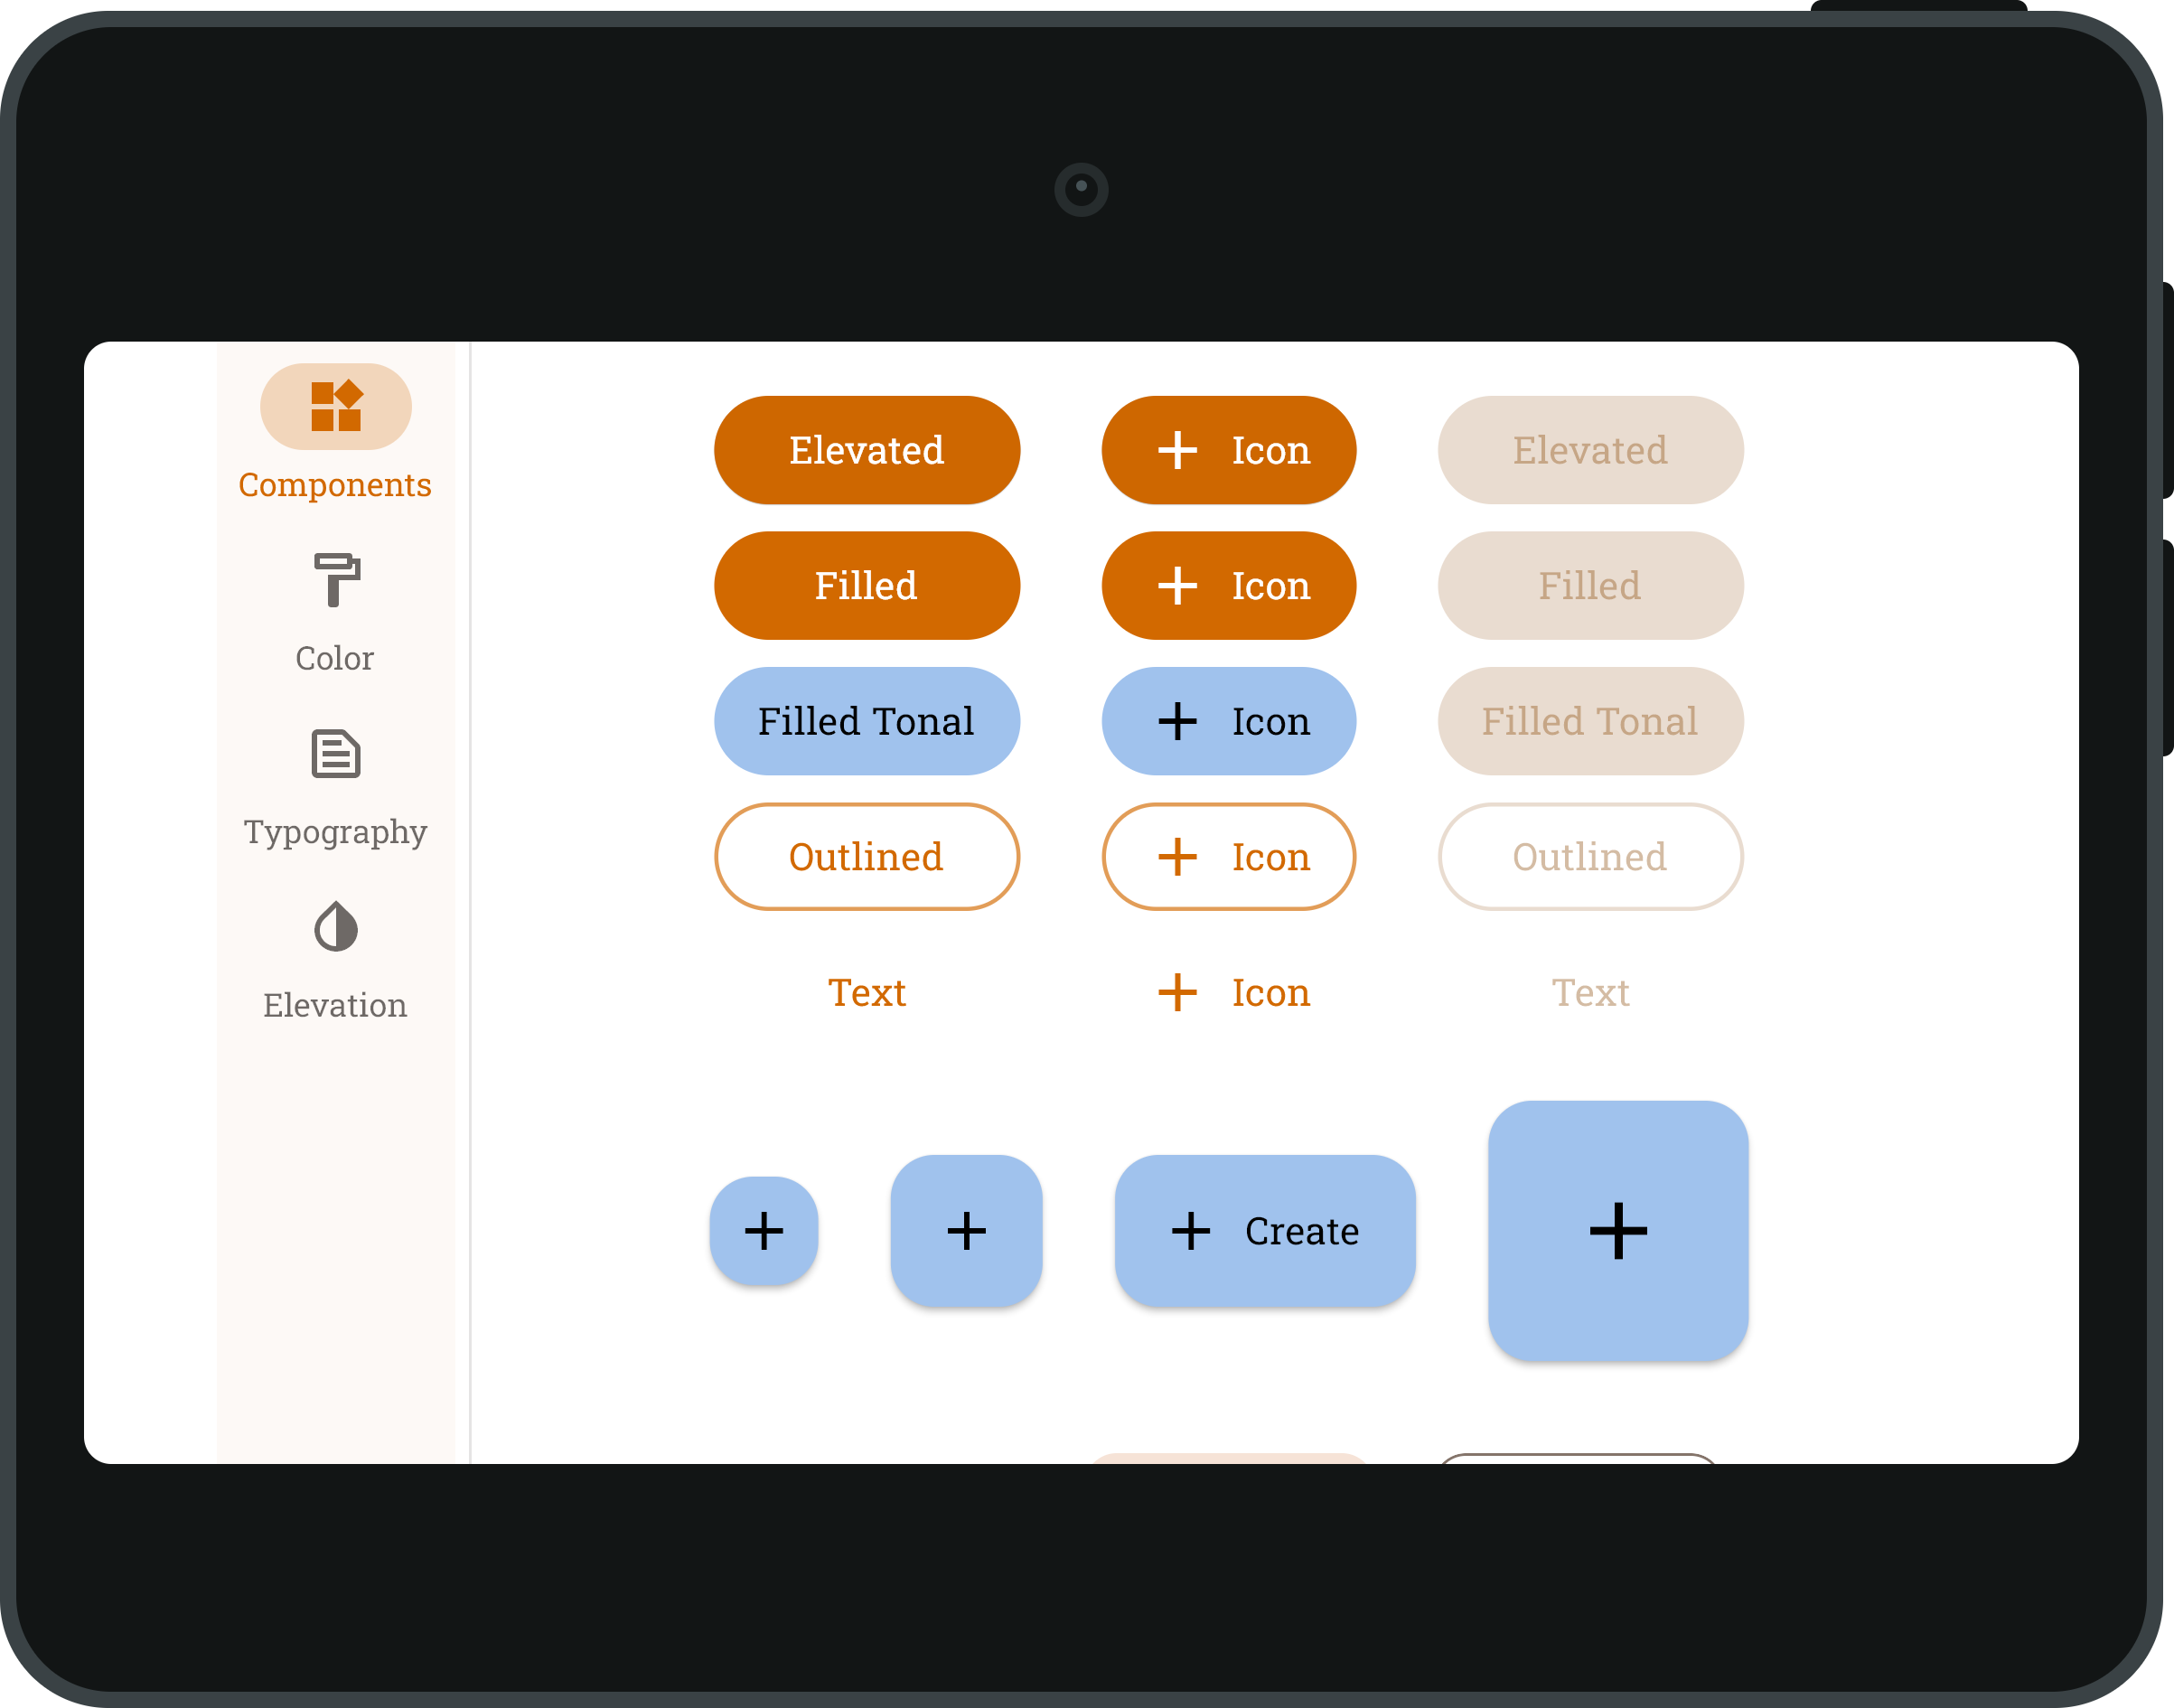 Components
Color
Typography
Elevation
Elevated Icon Elevated
Filled Icon Filled
Filled Tonal Icon Filled Tonal
Outlined Icon Outlined
Text Icon Text
Create